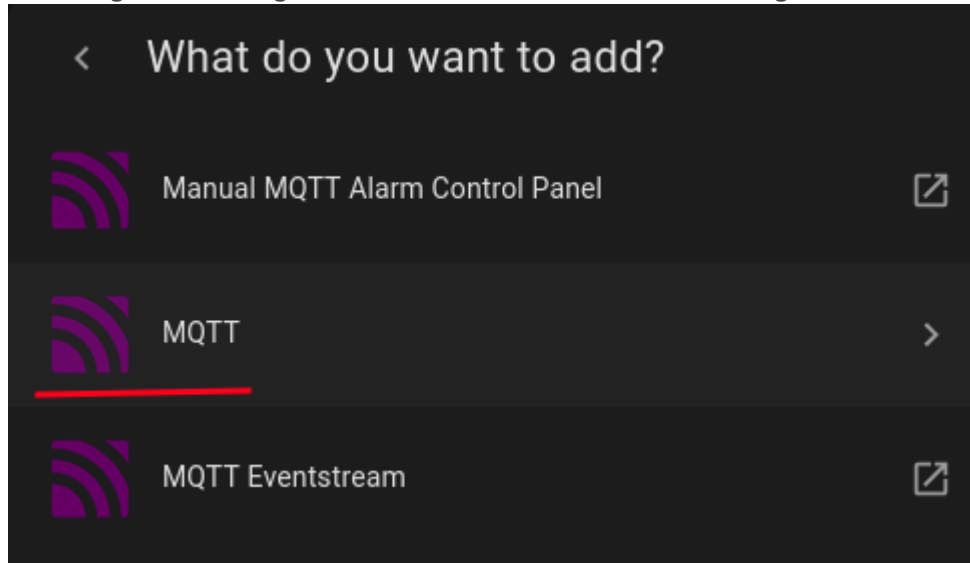 What do you want to add?
Manual MQTT Alarm Control Panel
MQTT
MQTT Eventstream